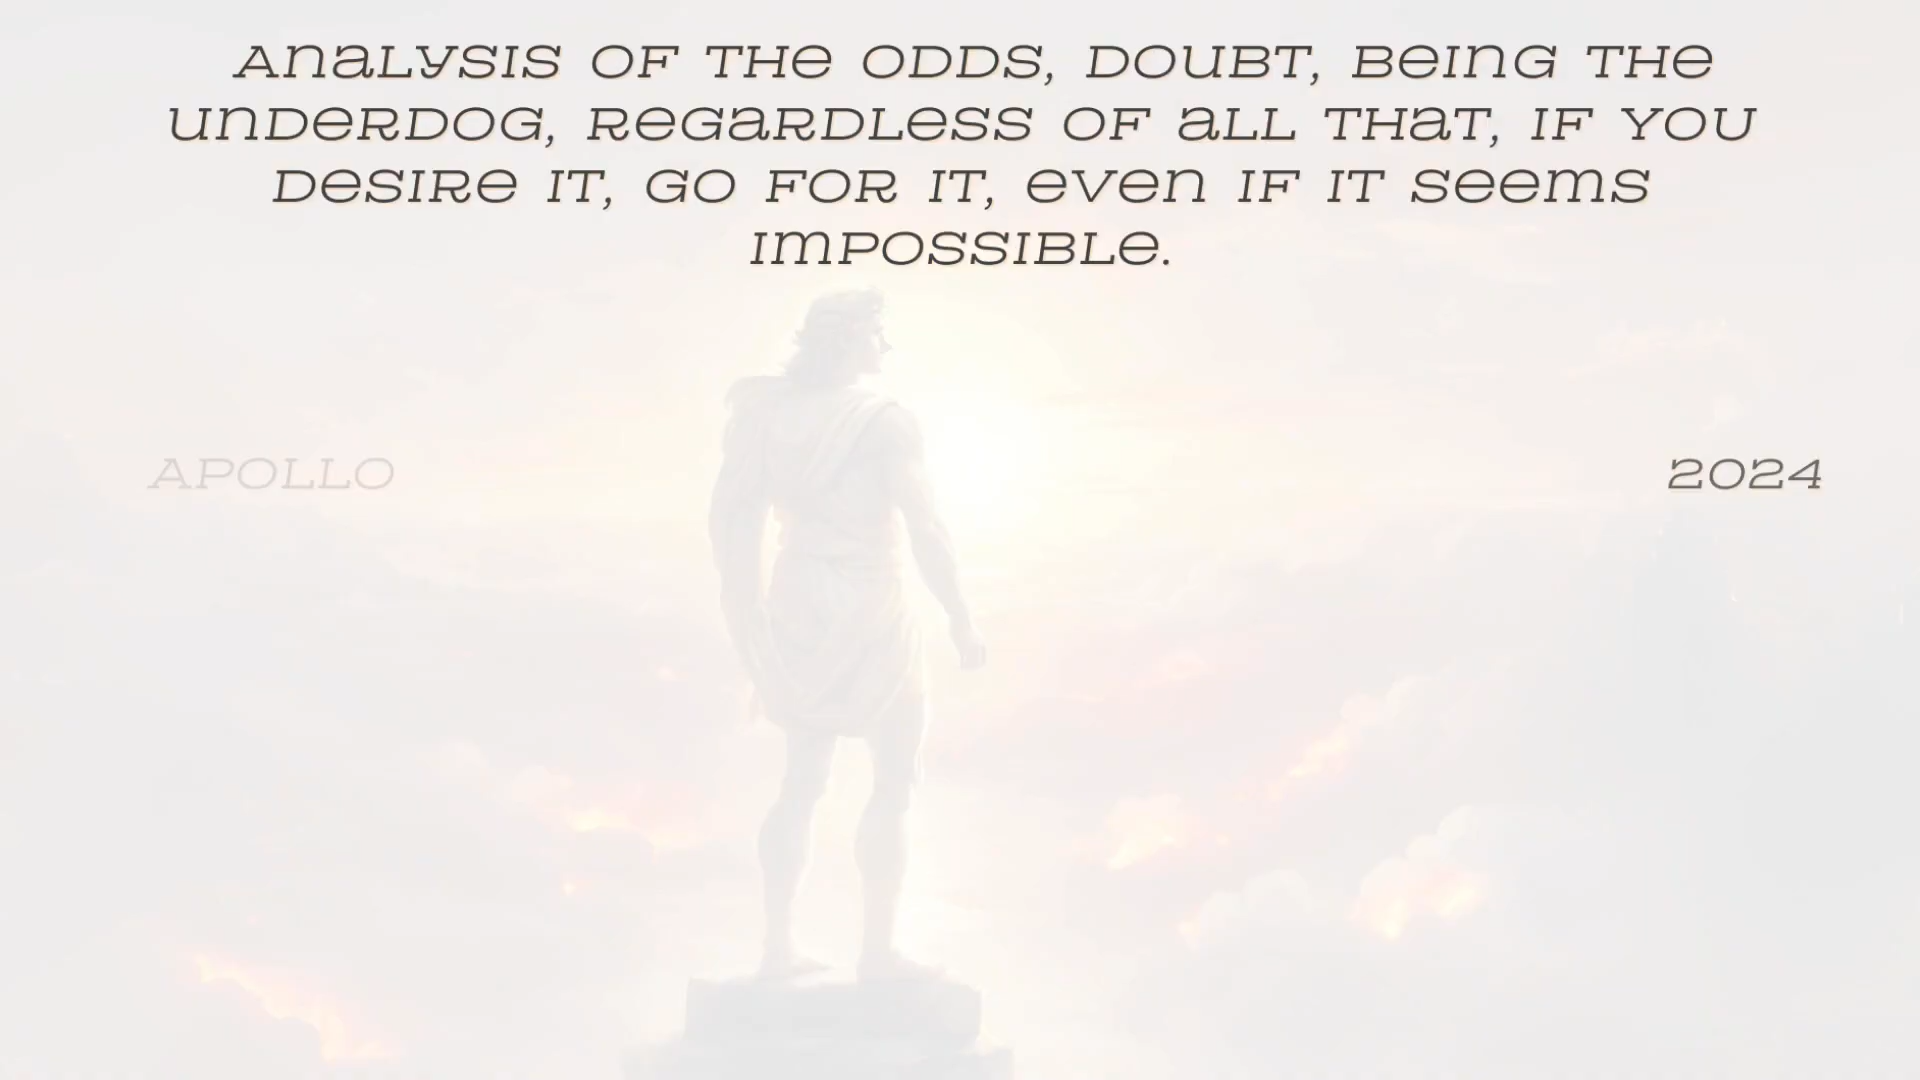 Analysis of the odds, doubt, being the
underdog, regardless of all that, if you
desire it, go for it, even if it seems
impossible.
APOLLO
2024